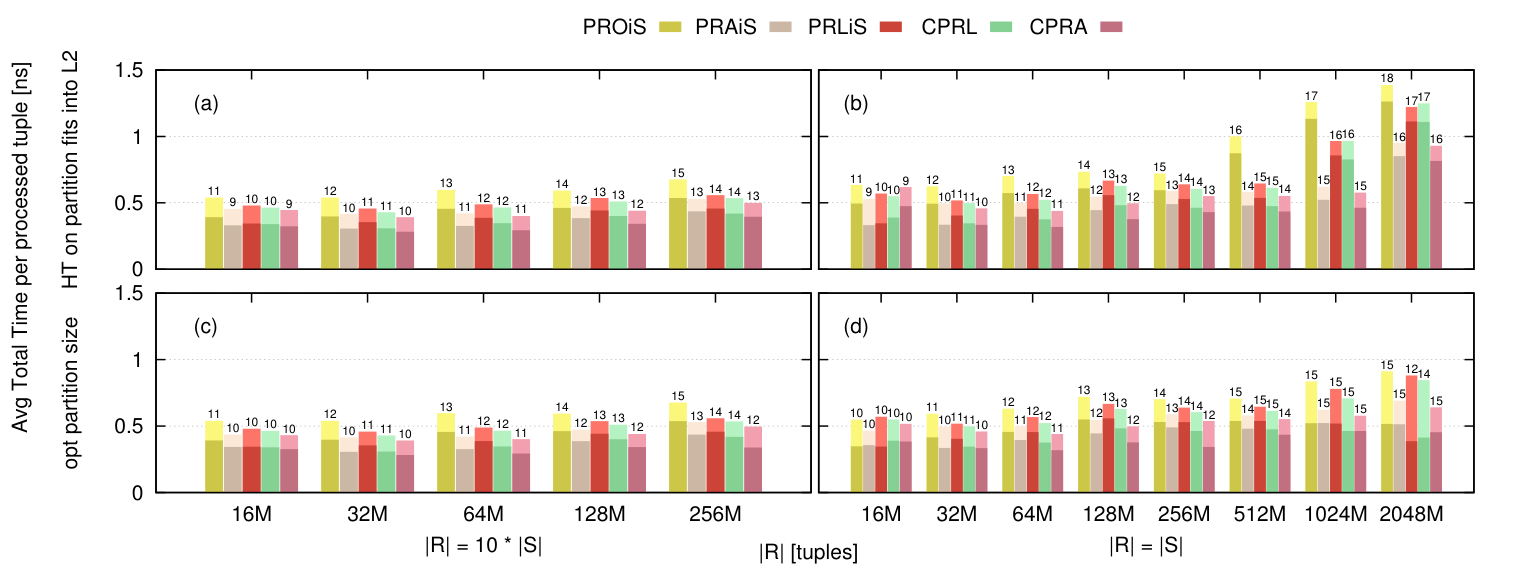 PROiS PRAiS PRLiS CPRL CPRA
Avg Total Time per processed tuple [ns]
HT on partition fits into L2
1.5
1
0.5
0
(a)
11 9 10 10 9
12 10 11 11 10
13 11 12 12 11
14 12 13 13 12
15 13 14 14 13
(b)
11 9 10 10 9
12 10 11 11 10
13 11 12 12 11
14 12 13 13 12
15 13 14 14 13
16 14 15 15 14
17 15 16 16 15
18 16 17 17 16
opt partition size
1.5
1
0.5
0
(c)
11 10 10 10 10
12 10 11 11 10
13 11 12 12 11
14 12 13 13 12
15 13 14 14 12
(d)
10 10 10 10 10
11 10 11 11 10
12 11 12 12 11
13 12 13 13 12
14 13 14 14 12
15 14 15 15 14
15 15 15 15 15
15 15 12 14 15
16M 32M 64M 128M 256M
16M 32M 64M 128M 256M 512M 1024M 2048M
|R| = 10 * |S|
|R| [tuples]
|R| = |S|